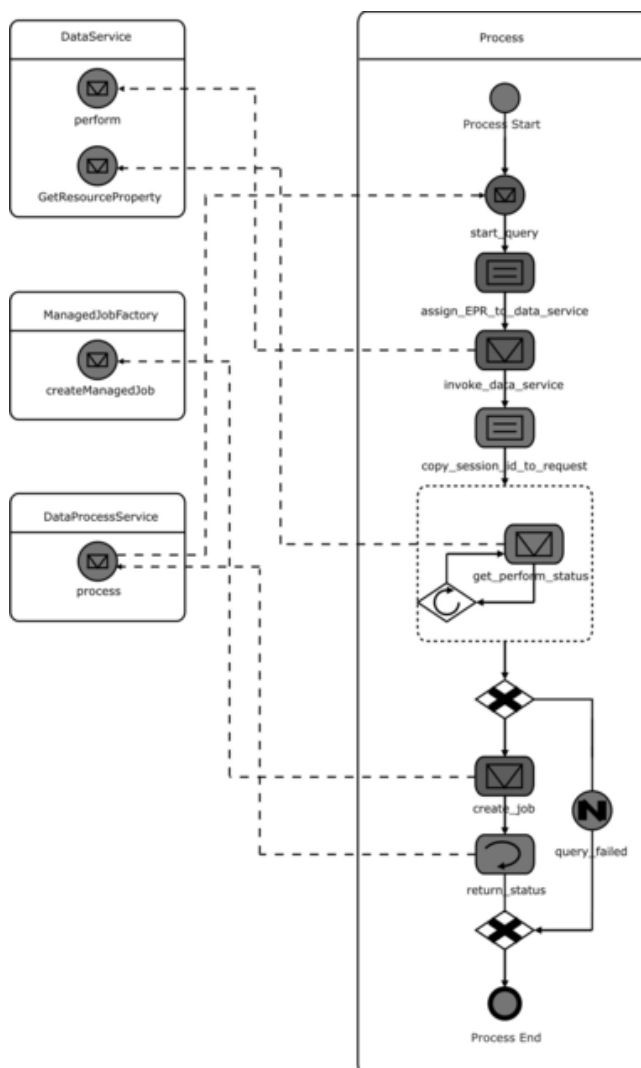 DataService
perform
GetResourceProperty
ManagedJobFactory
createManagedJob
DataProcessService
process
Process
Process Start
start_query
assign_EPR_to_data_service
invoke_data_service
copy_session_id_to_request
get_perform_status
create_job
query_failed
return_status
Process End